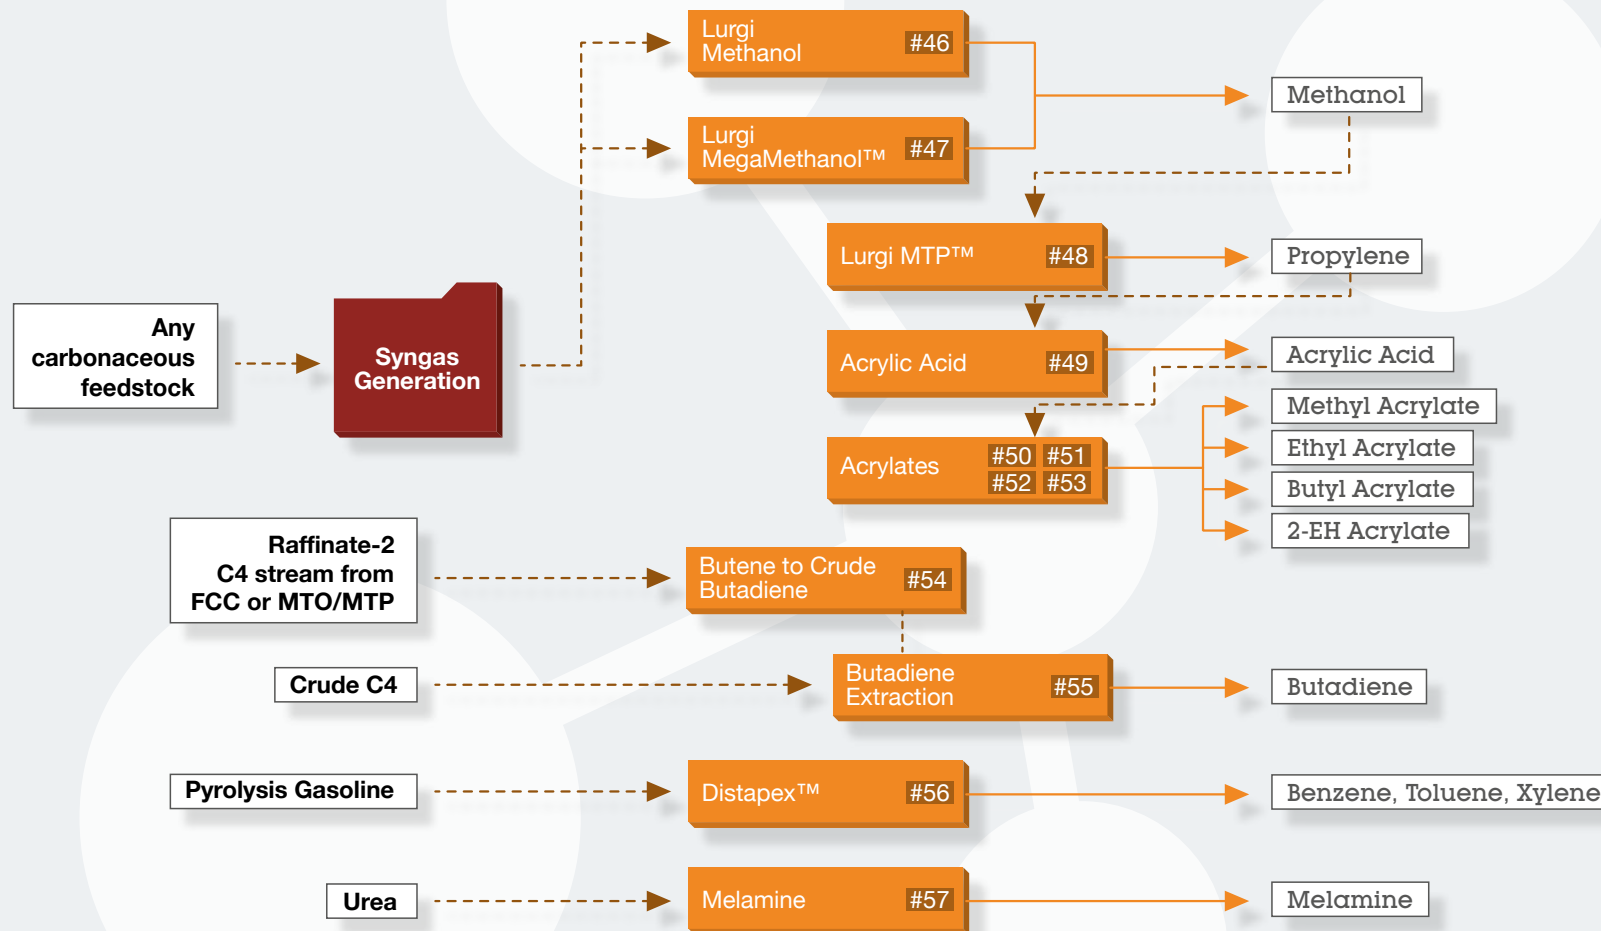 Lurgi
Methanol
#46
Methanol
Lurgi
MegaMethanol™
#47
Lurgi MTP™
#48
Propylene
Any
carbonaceous
feedstock
Syngas
Generation
Acrylic Acid
#49
Acrylic Acid
Methyl Acrylate
Acrylates
#50 #51
#52 #53
Ethyl Acrylate
Butyl Acrylate
2-EH Acrylate
Raffinate-2
C4 stream from
FCC or MTO/MTP
Butene to Crude
Butadiene
#54
Crude C4
Butadiene
Extraction
#55
Butadiene
Pyrolysis Gasoline
Distapex™
#56
Benzene, Toluene, Xylene
Urea
Melamine
#57
Melamine